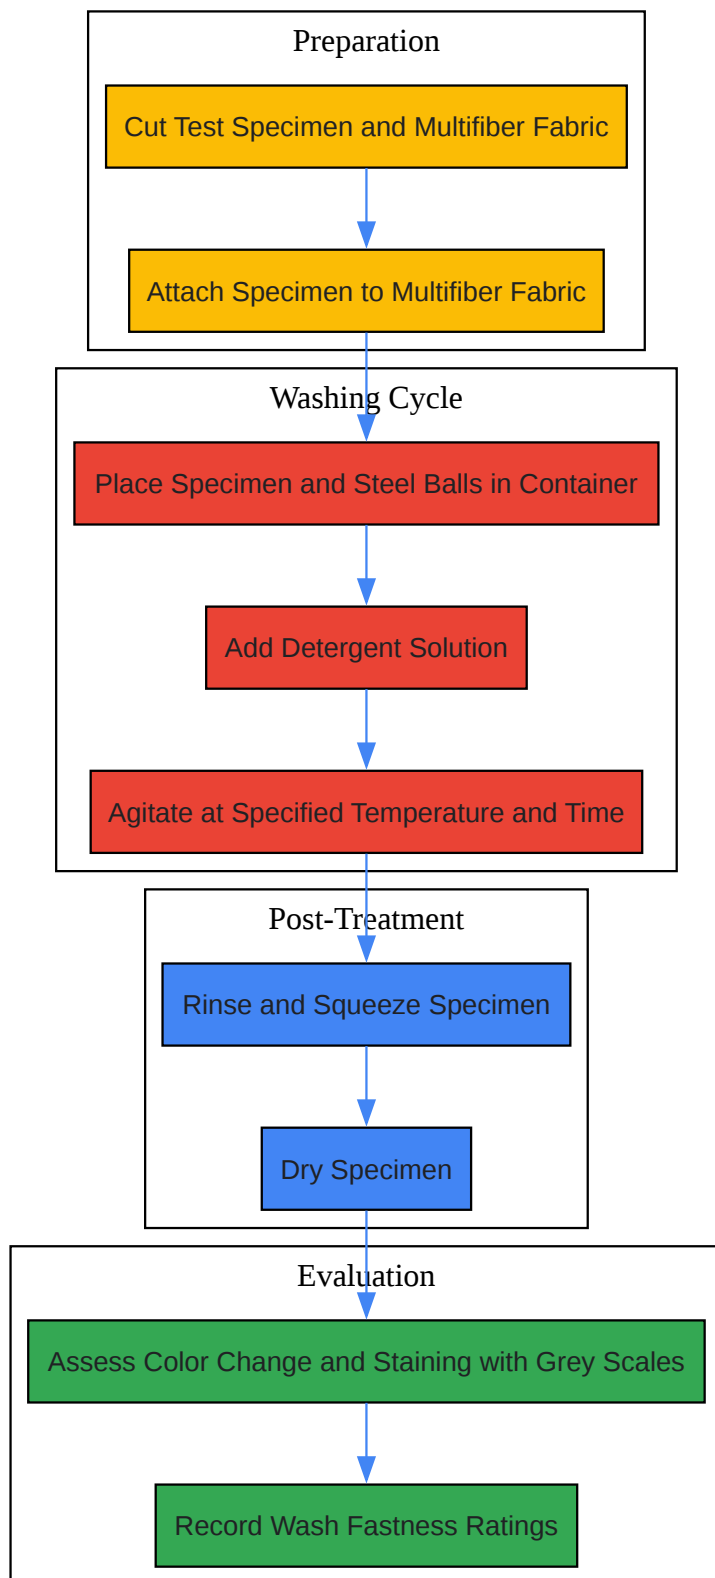 Preparation
Cut Test Specimen and Multifiber Fabric
Attach Specimen to Multifiber Fabric
Washing Cycle
Place Specimen and Steel Balls in Container
Add Detergent Solution
Agitate at Specified Temperature and Time
Post-Treatment
Rinse and Squeeze Specimen
Dry Specimen
Evaluation
Assess Color Change and Staining with Grey Scales
Record Wash Fastness Ratings